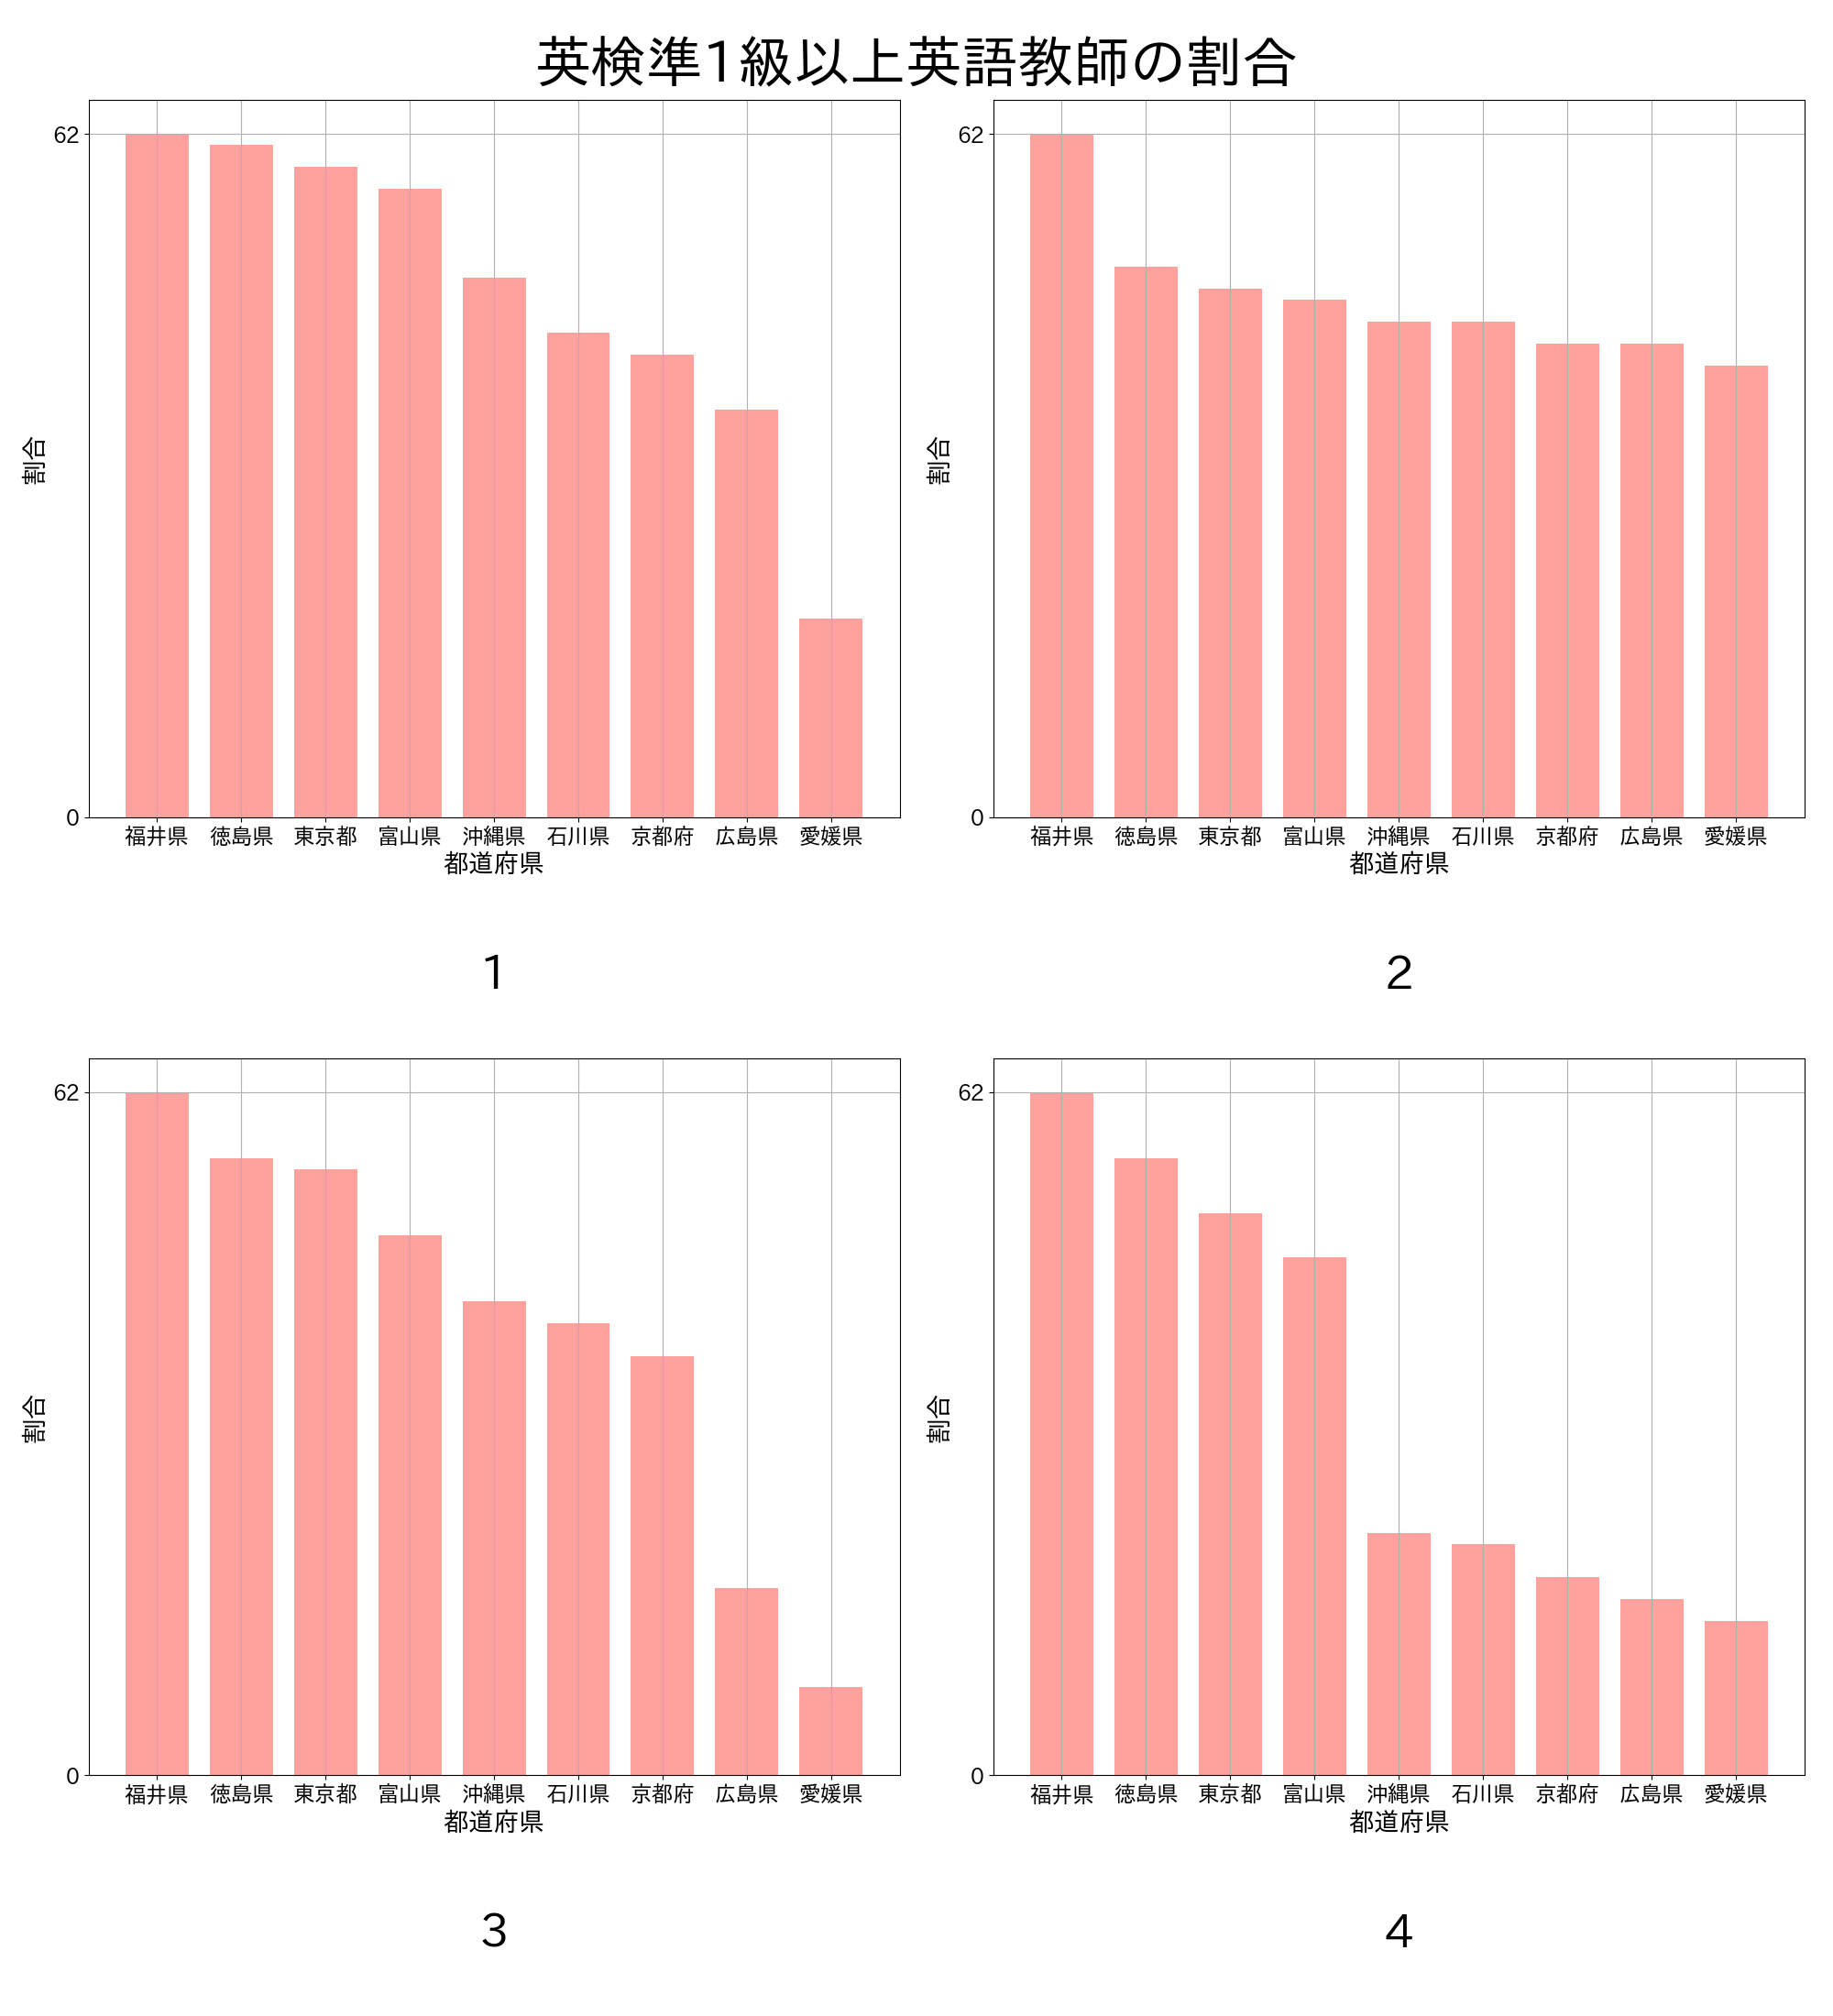 英検準1級以上英語教師の割合
62
0
割合
福井県 徳島県 東京都 富山県 沖縄県 石川県 京都府 広島県 愛媛県
都道府県
1
62
0
割合
福井県 徳島県 東京都 富山県 沖縄県 石川県 京都府 広島県 愛媛県
都道府県
2
62
0
割合
福井県 徳島県 東京都 富山県 沖縄県 石川県 京都府 広島県 愛媛県
都道府県
3
62
0
割合
福井県 徳島県 東京都 富山県 沖縄県 石川県 京都府 広島県 愛媛県
都道府県
4